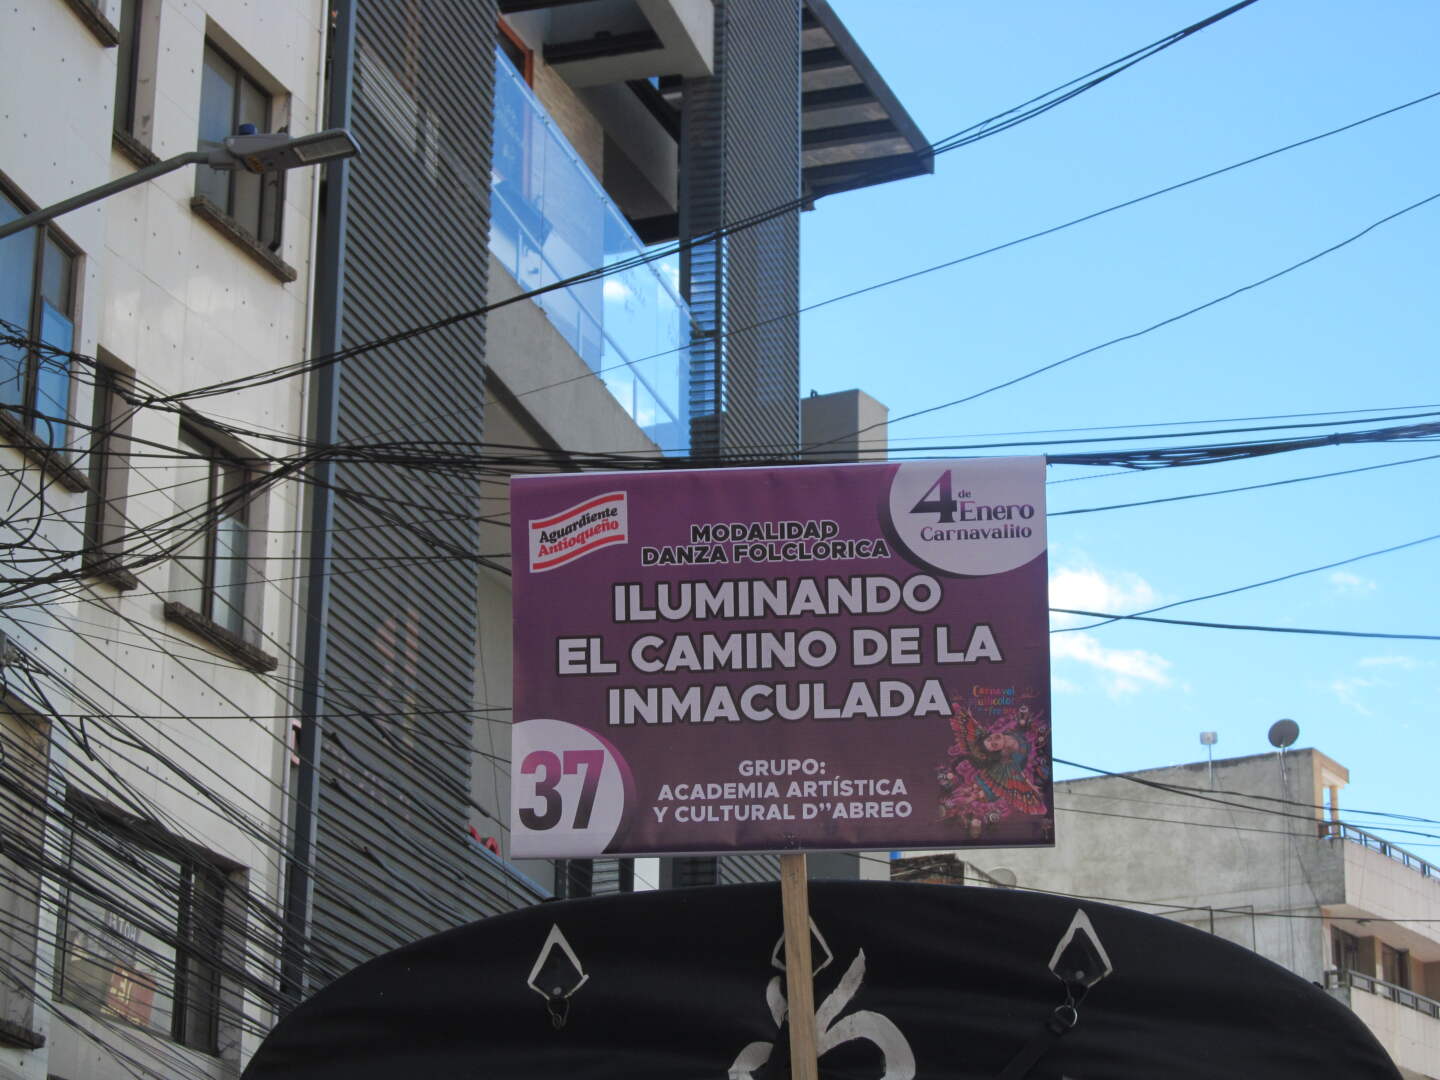 Aguardiente
Antioqueño
MODALIDAD
DANZA FOLCLÓRICA
4 de
Enero
Carnavalito
ILUMINANDO
EL CAMINO DE LA
INMACULADA
Carnaval
37
GRUPO:
ACADEMIA ARTÍSTICA
Y CULTURAL D”ABREO